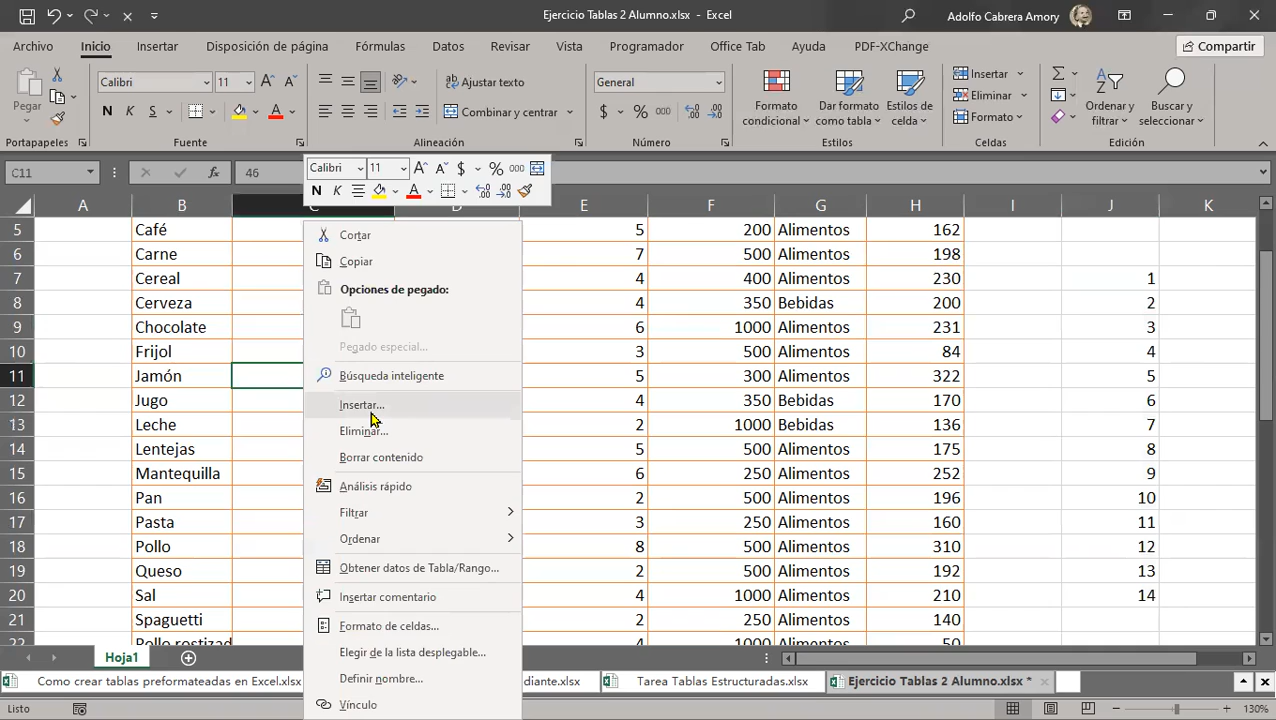 Ejercicio Tablas 2 Alumno.xlsx - Excel
Adolfo Cabrera Amory
Archivo Inicio Insertar Disposición de página Fórmulas Datos Revisar Vista Programador Office Tab Ayuda PDF-XChange Compartir
Pegar
Calibri 11
N K S
Ajustar texto
Combinar y centrar
General
$ % 000
Formato condicional
Dar formato como tabla
Estilos de celda
Insertar
Eliminar
Formato
Ordenar y filtrar
Buscar y seleccionar
Portapapeles Fuente Alineación Número Estilos Celdas Edición
C11 fx 46
Calibri 11 $ % 000
N K A
A B C D E F G H I J K
5 Café 5 200 Alimentos 162
6 Carne 7 500 Alimentos 198
7 Cereal 4 400 Alimentos 230 1
8 Cerveza 4 350 Bebidas 200 2
9 Chocolate 6 1000 Alimentos 231 3
10 Frijol 3 500 Alimentos 84 4
11 Jamón 5 300 Alimentos 322 5
12 Jugo 4 350 Bebidas 170 6
13 Leche 2 1000 Bebidas 136 7
14 Lentejas 5 500 Alimentos 175 8
15 Mantequilla 6 250 Alimentos 252 9
16 Pan 2 500 Alimentos 196 10
17 Pasta 3 250 Alimentos 160 11
18 Pollo 8 500 Alimentos 310 12
19 Queso 2 500 Alimentos 192 13
20 Sal 4 1000 Alimentos 210 14
21 Spaguetti 2 250 Alimentos 140
22 Pollo rostizad 4 1000 Alimentos 50
Cortar
Copiar
Opciones de pegado:
Pegado especial...
Búsqueda inteligente
Insertar...
Eliminar...
Borrar contenido
Análisis rápido
Filtrar
Ordenar
Obtener datos de Tabla/Rango...
Insertar comentario
Formato de celdas...
Elegir de la lista desplegable...
Definir nombre...
Vínculo
Hoja1
Como crear tablas preformateadas en Excel.xlsx
diante.xlsx
Tarea Tablas Estructuradas.xlsx
Ejercicio Tablas 2 Alumno.xlsx *
Listo
130%